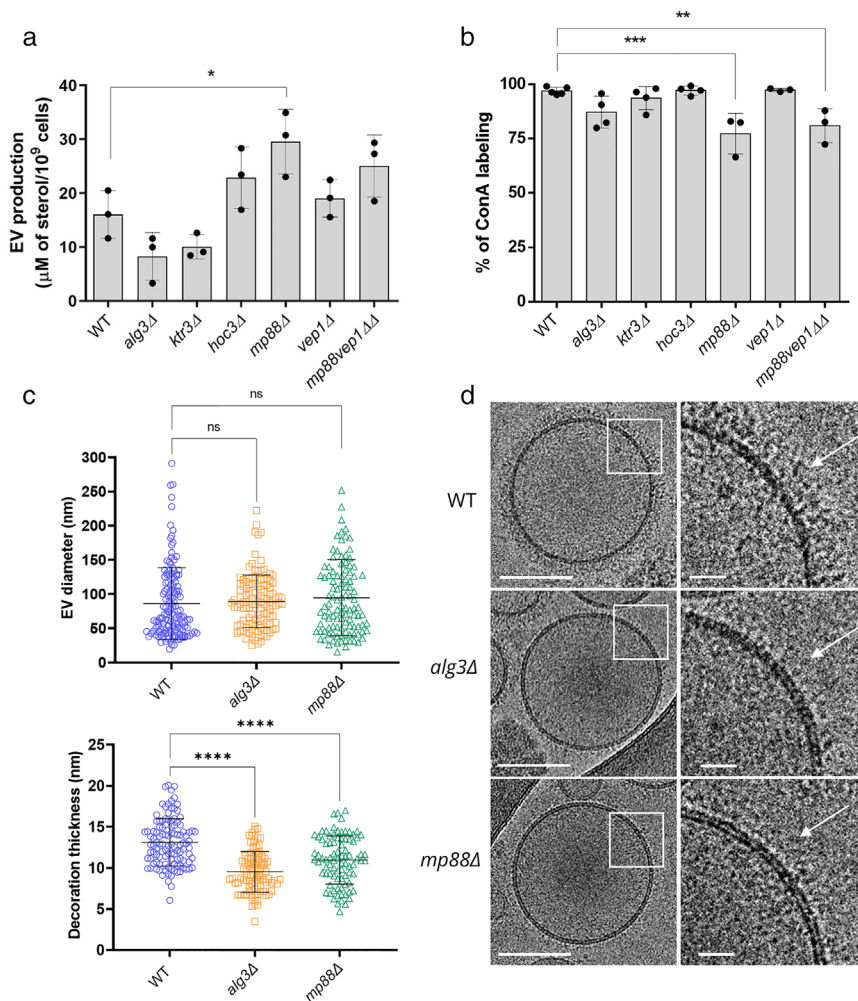 a
*
EV production
(μM of sterol/10⁹ cells)
40
30
20
10
0
WT
alg3Δ
ktr3Δ
hoc3Δ
mp88Δ
vep1Δ
mp88vep1ΔΔ
b
**
***
% of ConA labeling
100
75
50
25
0
WT
alg3Δ
ktr3Δ
hoc3Δ
mp88Δ
vep1Δ
mp88vep1ΔΔ
c
ns
ns
EV diameter (nm)
300
250
200
150
100
50
0
WT
alg3Δ
mp88Δ
****
****
Decoration thickness (nm)
25
20
15
10
5
0
WT
alg3Δ
mp88Δ
d
WT
alg3Δ
mp88Δ